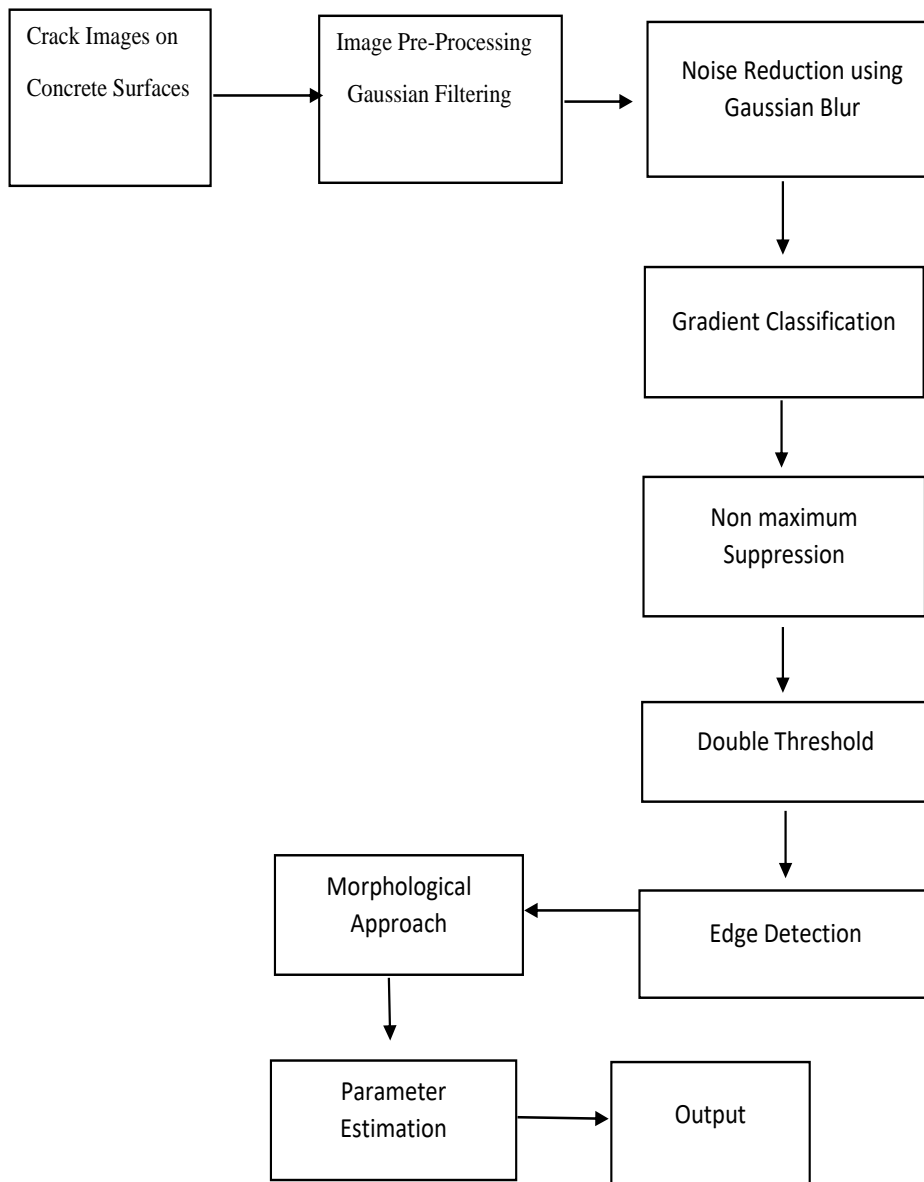 Crack Images on
Concrete Surfaces
Image Pre-Processing
Gaussian Filtering
Noise Reduction using
Gaussian Blur
Gradient Classification
Non maximum
Suppression
Double Threshold
Edge Detection
Morphological
Approach
Parameter
Estimation
Output